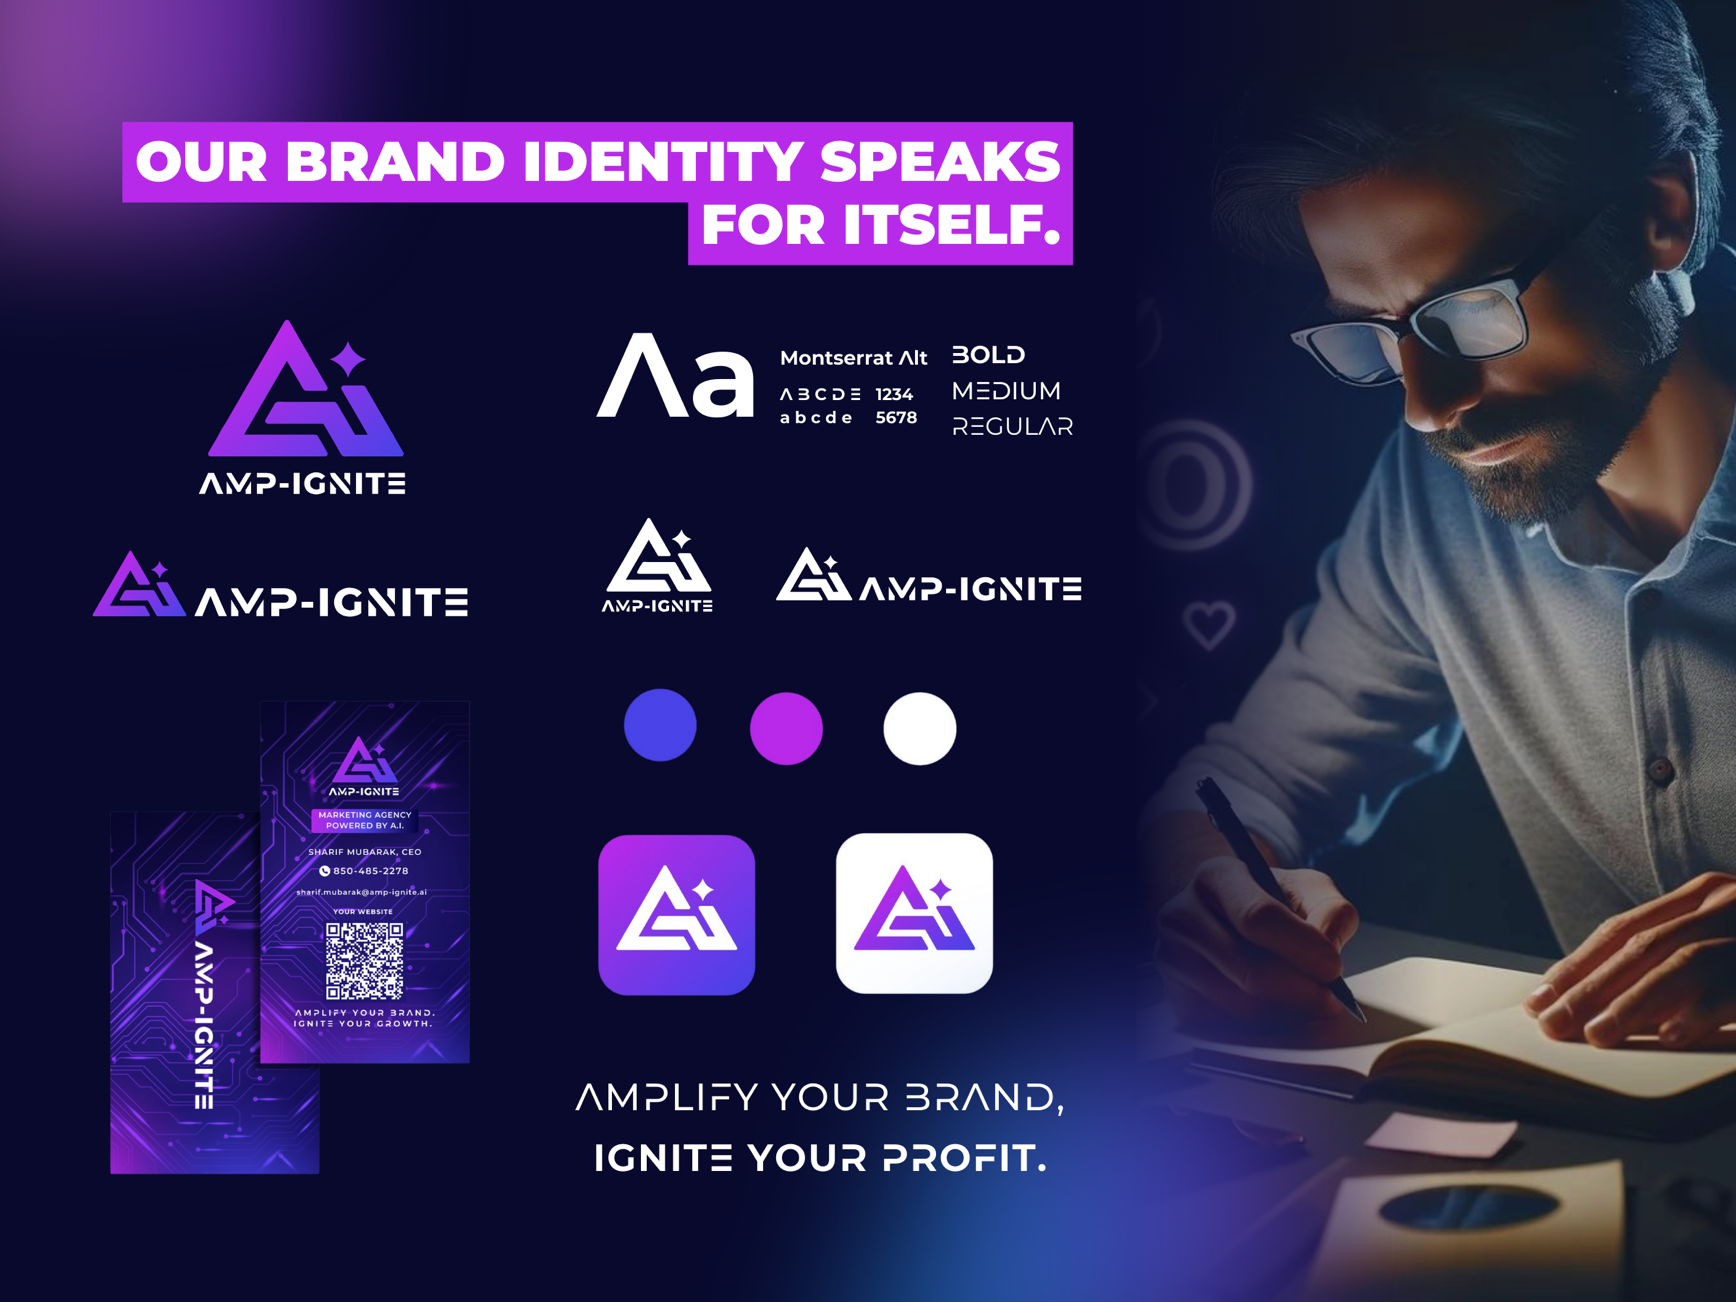 OUR BRAND IDENTITY SPEAKS
FOR ITSELF.
AMP-IGNITE
Aa
Montserrat Alt
A B C D E 1234
a b c d e 5678
BOLD
MEDIUM
REGULAR
AMP-IGNITE
AMP-IGNITE
AMP-IGNITE
AMP-IGNITE
AMP-IGNITE
MARKETING AGENCY
POWERED BY A.I.
SHARIF MUBARAK, CEO
850-485-2278
sharif.mubarak@amp-ignite.ai
YOUR WEBSITE
AMPLIFY YOUR BRAND.
IGNITE YOUR GROWTH.
AMPLIFY YOUR BRAND,
IGNITE YOUR PROFIT.